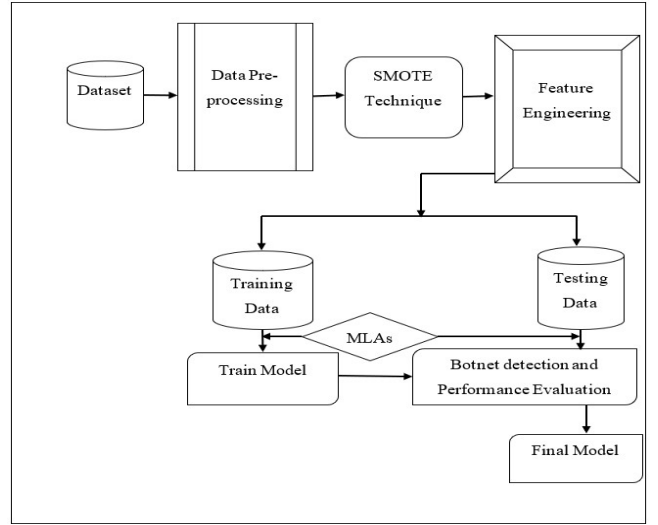 Dataset
Data Pre-
processing
SMOTE
Technique
Feature
Engineering
Training
Data
Testing
Data
MLAs
Train Model
Botnet detection and
Performance Evaluation
Final Model